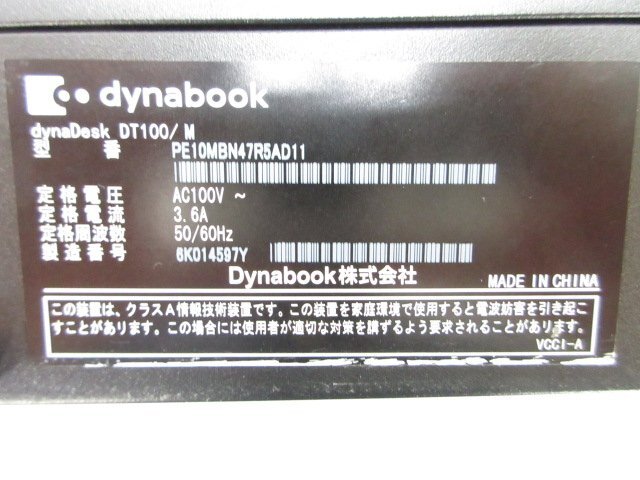 dynabook
dynaDesk DT100/M
型番 PE10MBN47R5AD11
定格電圧 AC100V ~
定格電流 3.6A
定格周波数 50/60Hz
製造番号 6K014597Y
Dynabook株式会社 MADE IN CHINA
この装置は、クラスA情報技術装置です。この装置を家庭環境で使用すると電波妨害を引き起こ
すことがあります。この場合には使用者が適切な対策を講ずるよう要求されることがあります。
VCCI-A